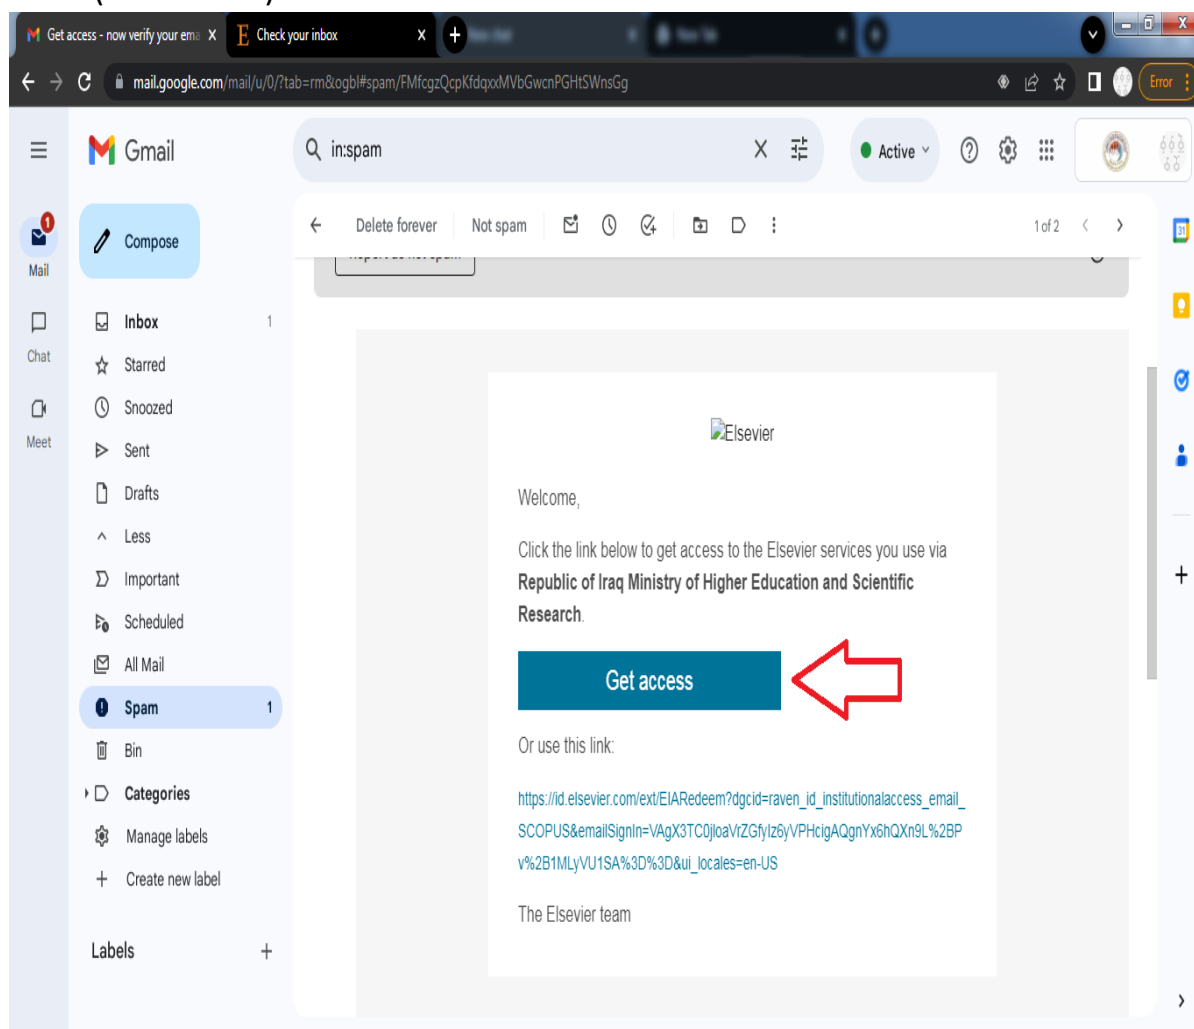 Get access - now verify your ema
Check your inbox
mail.google.com/mail/u/0/?tab=rm&ogbl#spam/FMfcgzQcpKfdqxxMVbGwcnPGHtSWnsGg
Error
Gmail
in:spam
Active
1
Mail
Compose
Delete forever
Not spam
1 of 2
31
Inbox 1
Chat
Starred
Snoozed
Meet
Sent
Drafts
Less
Important
Scheduled
All Mail
Spam 1
Bin
Categories
Manage labels
Create new label
Labels
Elsevier
Welcome,
Click the link below to get access to the Elsevier services you use via
Republic of Iraq Ministry of Higher Education and Scientific
Research.
Get access
Or use this link:
https://id.elsevier.com/ext/EIARedeem?dgcid=raven_id_institutionalaccess_email_
SCOPUS&emailSignIn=VAgX3TC0jloaVrZGfyIz6yVPHcigAQgnYx6hQXn9L%2BP
v%2B1MLyVU1SA%3D%3D&ui_locales=en-US
The Elsevier team